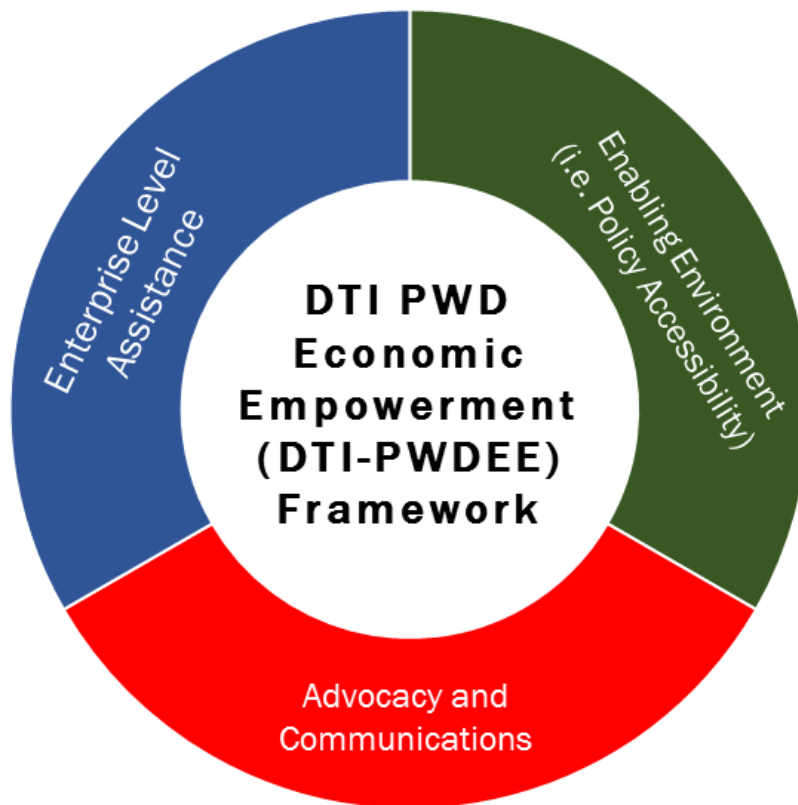 Enterprise Level
Assistance
Enabling Environment
(i.e. Policy Accessibility)
DTI PWD
Economic
Empowerment
(DTI-PWDEE)
Framework
Advocacy and
Communications